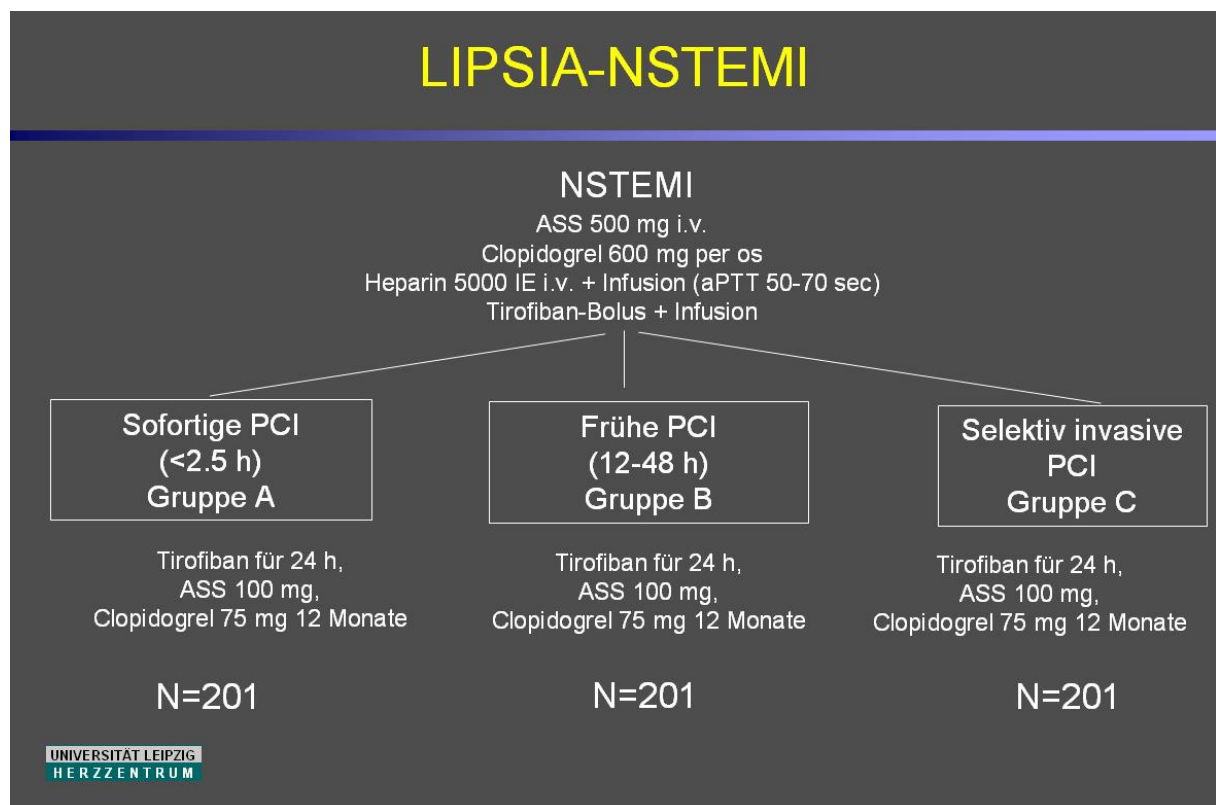 LIPSIA-NSTEMI
NSTEMI
ASS 500 mg i.v.
Clopidogrel 600 mg per os
Heparin 5000 IE i.v. + Infusion (aPTT 50-70 sec)
Tirofiban-Bolus + Infusion
Sofortige PCI
(<2.5 h)
Gruppe A
Tirofiban für 24 h,
ASS 100 mg,
Clopidogrel 75 mg 12 Monate
N=201
Frühe PCI
(12-48 h)
Gruppe B
Tirofiban für 24 h,
ASS 100 mg,
Clopidogrel 75 mg 12 Monate
N=201
Selektiv invasive
PCI
Gruppe C
Tirofiban für 24 h,
ASS 100 mg,
Clopidogrel 75 mg 12 Monate
N=201
UNIVERSITÄT LEIPZIG
HERZZENTRUM